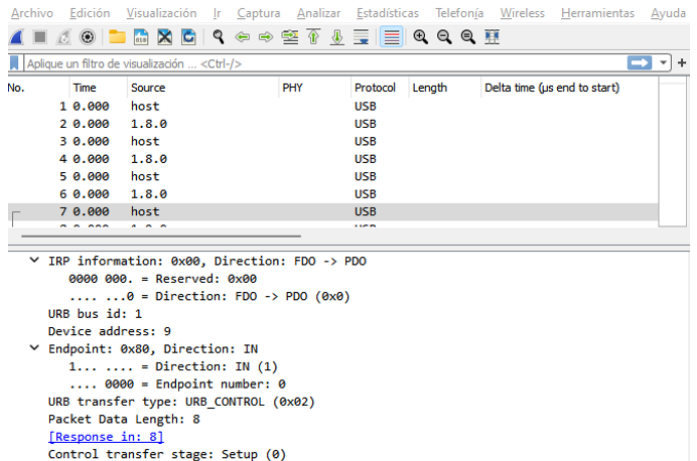 Archivo Edición Visualización Ir Captura Analizar Estadísticas Telefonía Wireless Herramientas Ayuda
Aplique un filtro de visualización ... <Ctrl-/>
No. Time Source PHY Protocol Length Delta time (µs end to start)
1 0.000 host USB
2 0.000 1.8.0 USB
3 0.000 host USB
4 0.000 1.8.0 USB
5 0.000 host USB
6 0.000 1.8.0 USB
7 0.000 host USB
IRP information: 0x00, Direction: FDO -> PDO
0000 000. = Reserved: 0x00
.... ...0 = Direction: FDO -> PDO (0x0)
URB bus id: 1
Device address: 9
Endpoint: 0x80, Direction: IN
1... .... = Direction: IN (1)
.... 0000 = Endpoint number: 0
URB transfer type: URB_CONTROL (0x02)
Packet Data Length: 8
[Response in: 8]
Control transfer stage: Setup (0)